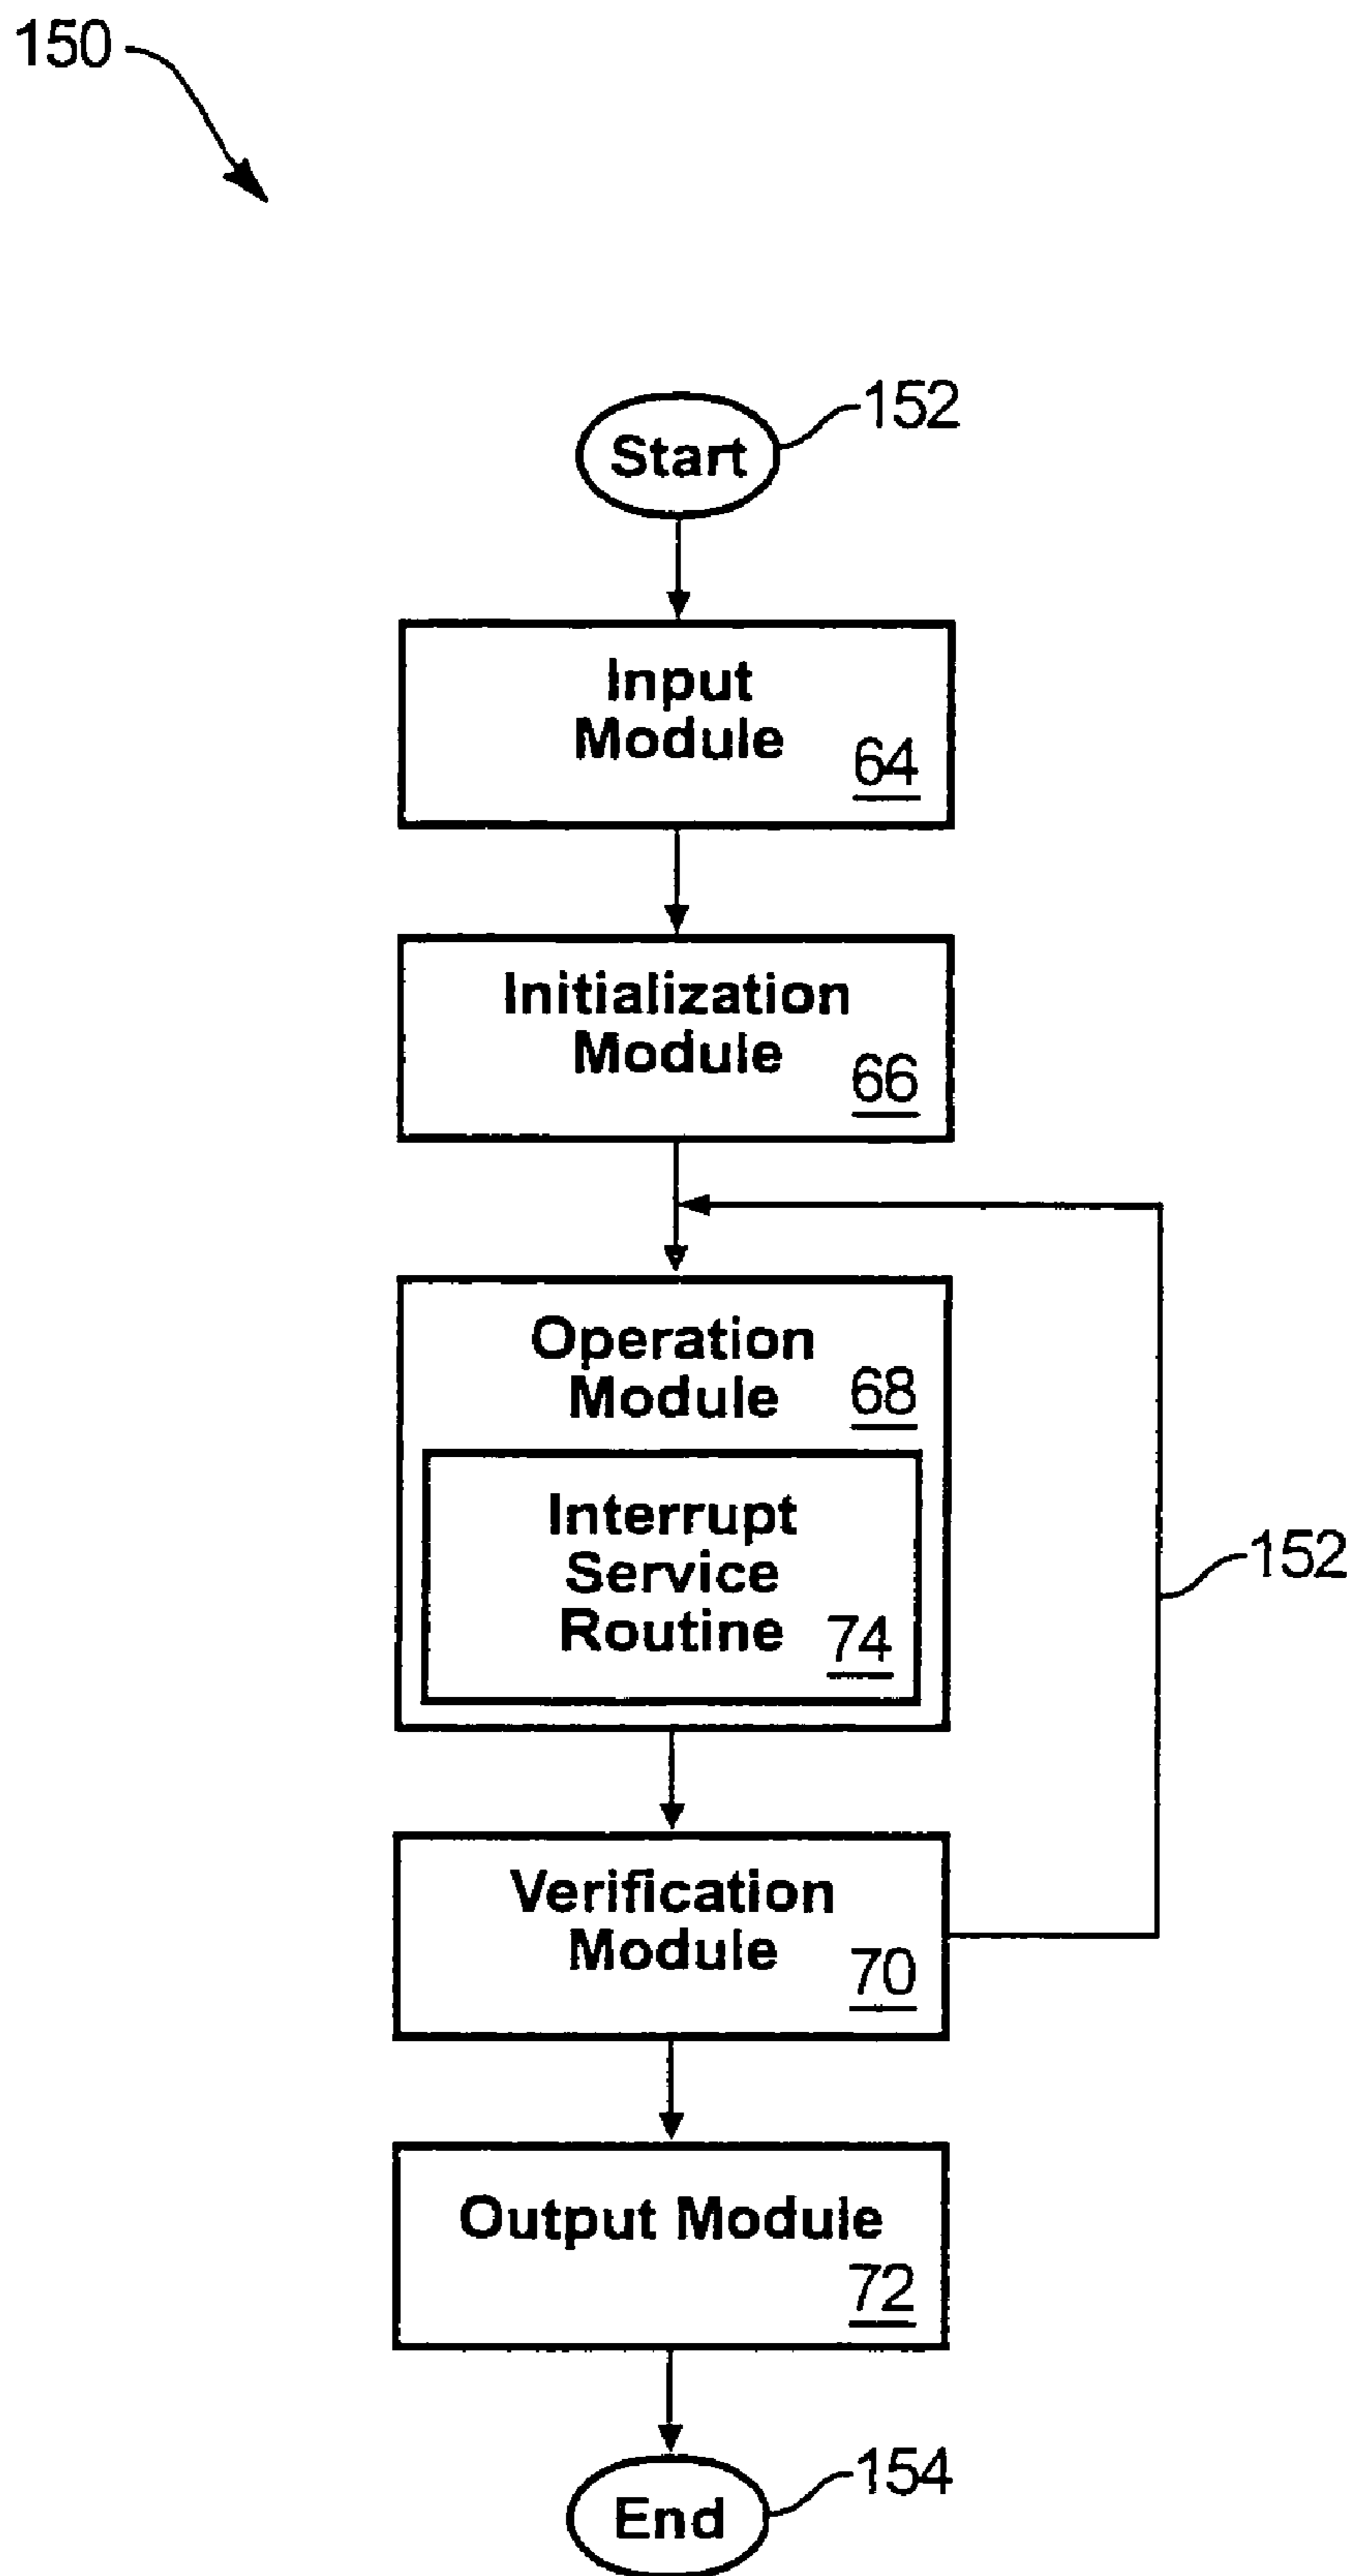 150
152
Start
Input
Module
64
Initialization
Module
66
Operation
Module
68
Interrupt
Service
Routine
74
152
Verification
Module
70
Output Module
72
154
End